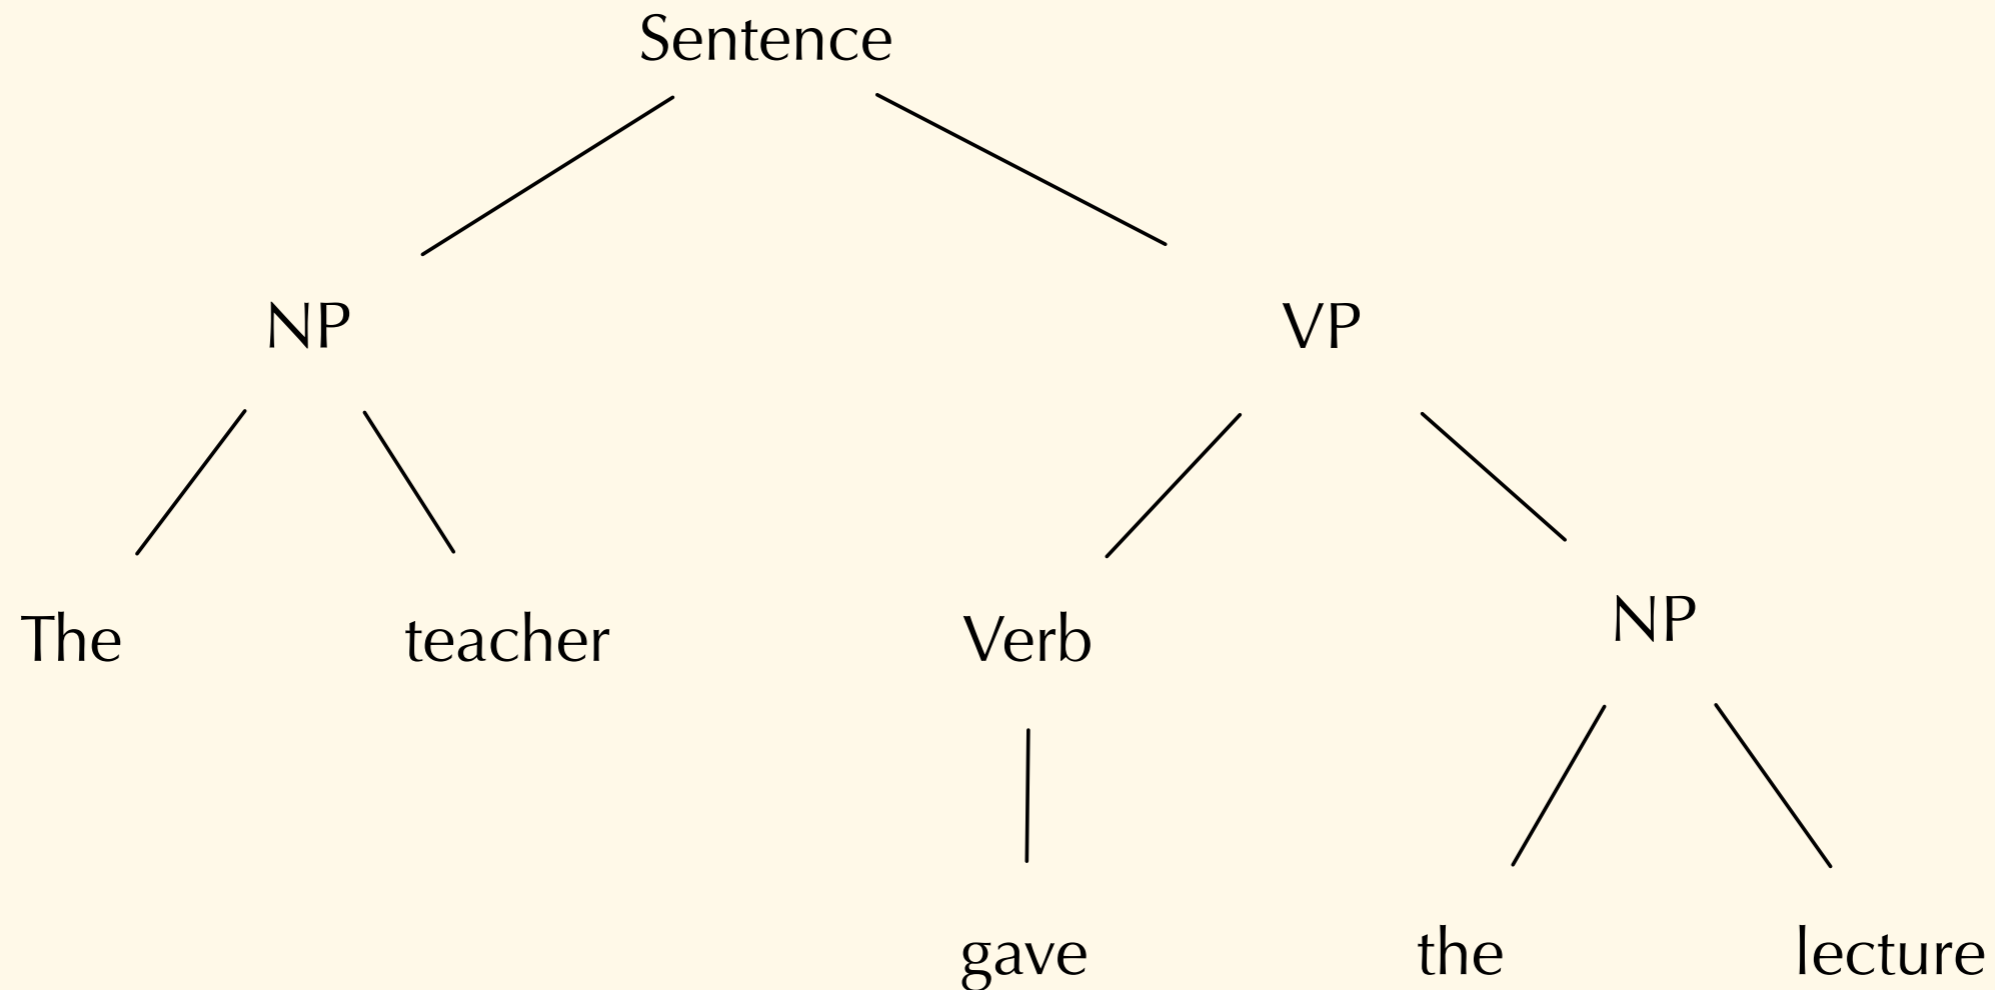 Sentence
NP VP
The teacher Verb NP
gave the lecture